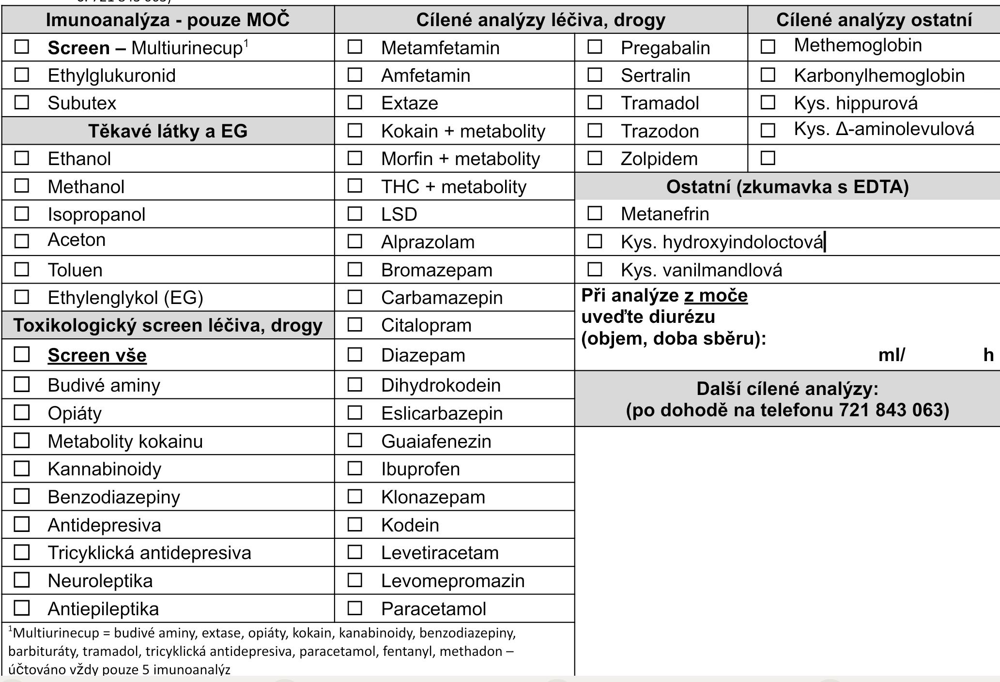 Imunoanalýza - pouze MOČ
☐ Screen – Multiurinecup¹
☐ Ethylglukuronid
☐ Subutex
Těkavé látky a EG
☐ Ethanol
☐ Methanol
☐ Isopropanol
☐ Aceton
☐ Toluen
☐ Ethylenglykol (EG)
Toxikologický screen léčiva, drogy
☐ Screen vše
☐ Budivé aminy
☐ Opiáty
☐ Metabolity kokainu
☐ Kannabinoidy
☐ Benzodiazepiny
☐ Antidepresiva
☐ Tricyklická antidepresiva
☐ Neuroleptika
☐ Antiepileptika
Cílené analýzy léčiva, drogy
☐ Metamfetamin
☐ Amfetamin
☐ Extaze
☐ Kokain + metabolity
☐ Morfin + metabolity
☐ THC + metabolity
☐ LSD
☐ Alprazolam
☐ Bromazepam
☐ Carbamazepin
☐ Citalopram
☐ Diazepam
☐ Dihydrokodein
☐ Eslicarbazepin
☐ Guaiafenezin
☐ Ibuprofen
☐ Klonazepam
☐ Kodein
☐ Levetiracetam
☐ Levomepromazin
☐ Paracetamol
☐ Pregabalin
☐ Sertralin
☐ Tramadol
☐ Trazodon
☐ Zolpidem
Cílené analýzy ostatní
☐ Methemoglobin
☐ Karbonylhemoglobin
☐ Kys. hippurová
☐ Kys. Δ-aminolevulová
☐
Ostatní (zkumavka s EDTA)
☐ Metanefrin
☐ Kys. hydroxyindoloctová
☐ Kys. vanilmandlová
Při analýze z moče
uveďte diurézu
(objem, doba sběru):
ml/ h
Další cílené analýzy:
(po dohodě na telefonu 721 843 063)
¹Multiurinecup = budivé aminy, extase, opiáty, kokain, kanabinoidy, benzodiazepiny,
barbituráty, tramadol, tricyklická antidepresiva, paracetamol, fentanyl, methadon –
účtováno vždy pouze 5 imunoanalýz